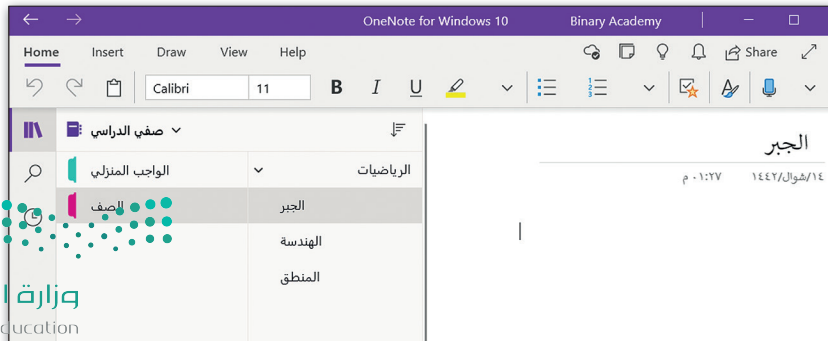 OneNote for Windows 10
Binary Academy
Home Insert Draw View Help
Share
Calibri 11 B I U
صفي الدراسي
الواجب المنزلي
الصف
الرياضيات
الجبر
الهندسة
المنطق
الجبر
١٤/شوال/١٤٤٢ ٠١:٢٧ م
وزارة ا
ducation